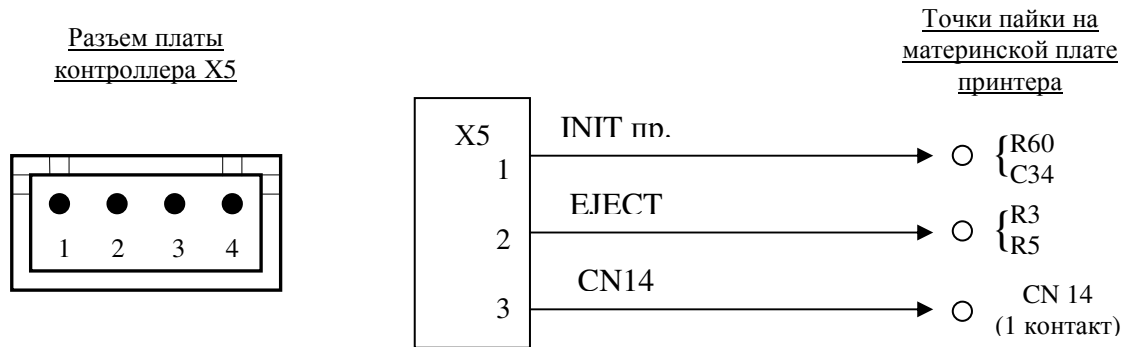 Разъем платы
контроллера X5
1 2 3 4
X5
1
INIT пр.
2
EJECT
3
CN14
Точки пайки на
материнской плате
принтера
R60
C34
R3
R5
CN 14
(1 контакт)